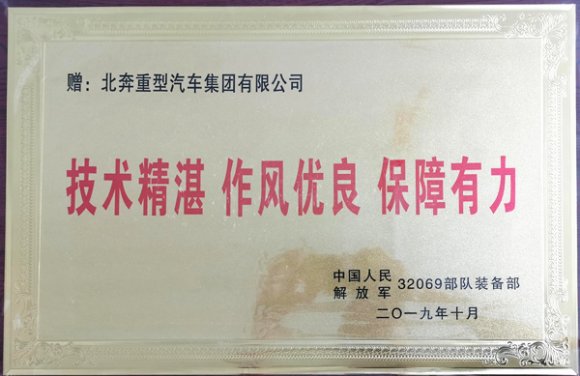 赠：北奔重型汽车集团有限公司
技术精湛 作风优良 保障有力
中国人民
解放军 32069部队装备部
二〇一九年十月